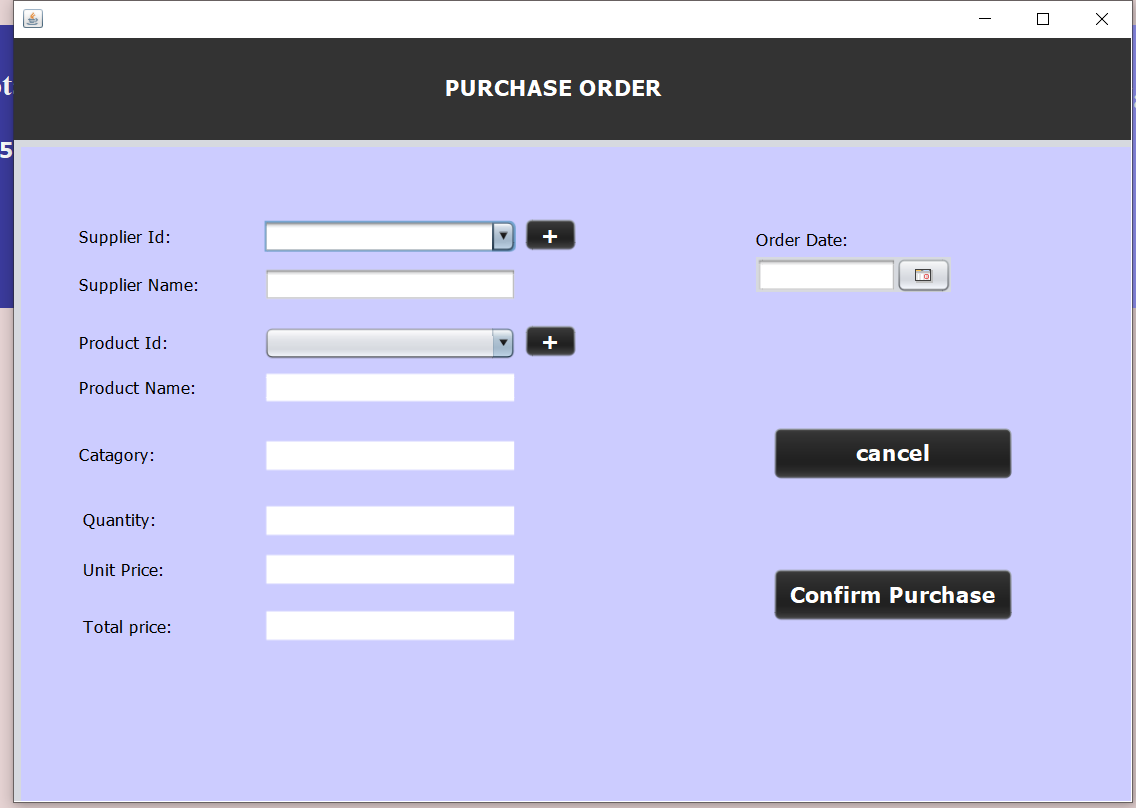 PURCHASE ORDER
Supplier Id:
+
Order Date:
Supplier Name:
Product Id:
+
Product Name:
Catagory:
cancel
Quantity:
Unit Price:
Confirm Purchase
Total price:
5